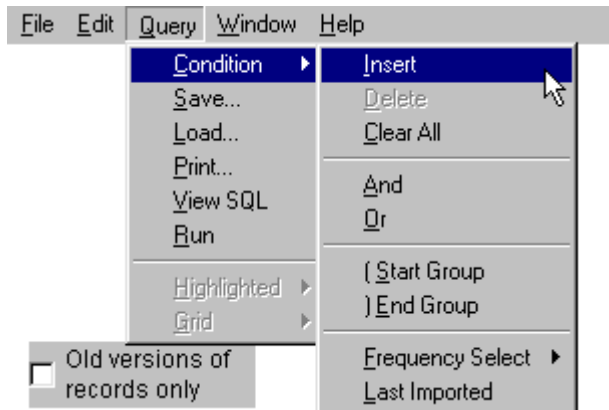 File Edit Query Window Help
Condition
Save...
Load...
Print...
View SQL
Run
Highlighted
Grid
Insert
Delete
Clear All
And
Or
( Start Group
) End Group
Frequency Select
Last Imported
Old versions of
records only